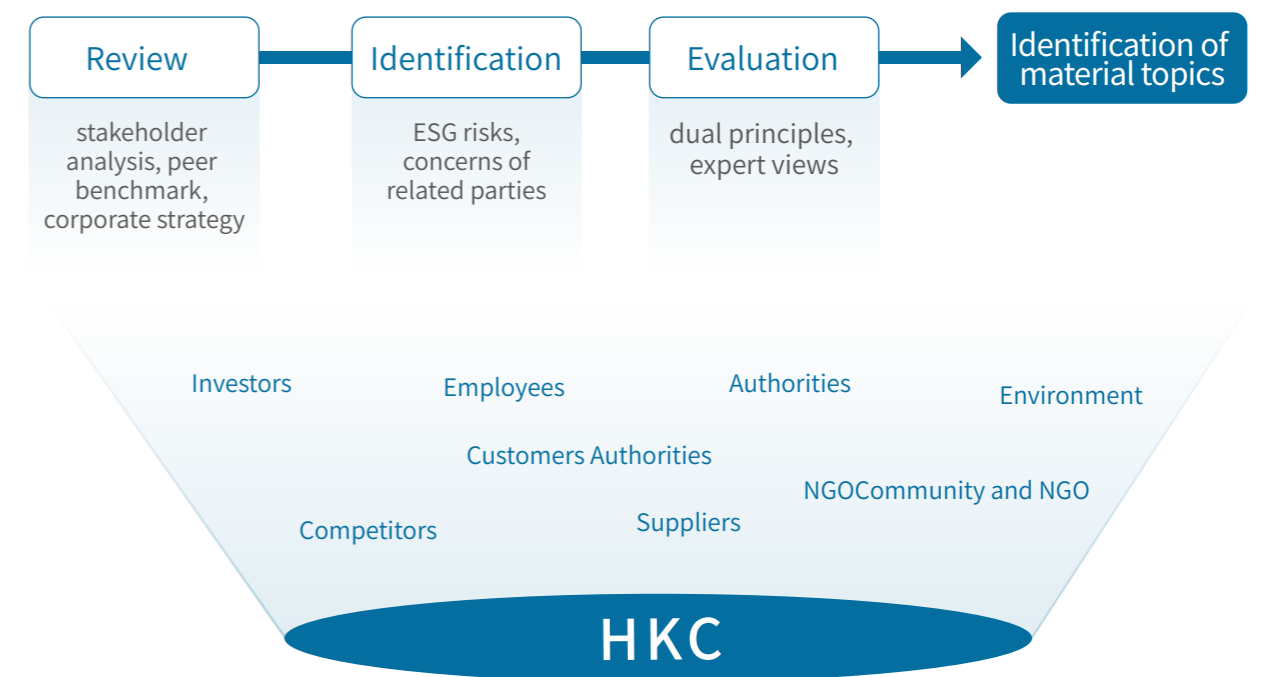 Review
stakeholder
analysis, peer
benchmark,
corporate strategy
Identification
ESG risks,
concerns of
related parties
Evaluation
dual principles,
expert views
Identification of
material topics
Investors
Employees
Authorities
Environment
Customers Authorities
NGOCommunity and NGO
Competitors
Suppliers
HKC